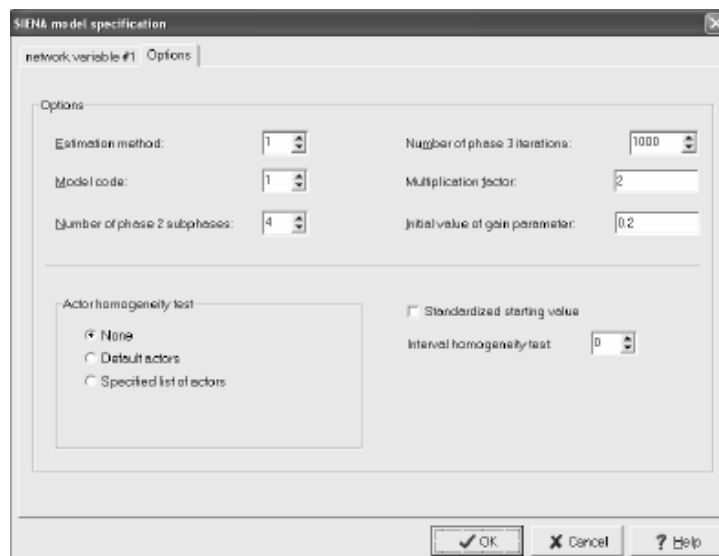 SIENA model specification
network variable #1 Options
Options
Estimation method: 1
Number of phase 3 iterations: 1000
Model code: 1
Multiplication factor: 2
Number of phase 2 subphases: 4
Initial value of gain parameter: 0.2
Actor homogeneity test
None
Default actors
Specified list of actors
Standardized starting value
Interval homogeneity test 0
OK Cancel ? Help